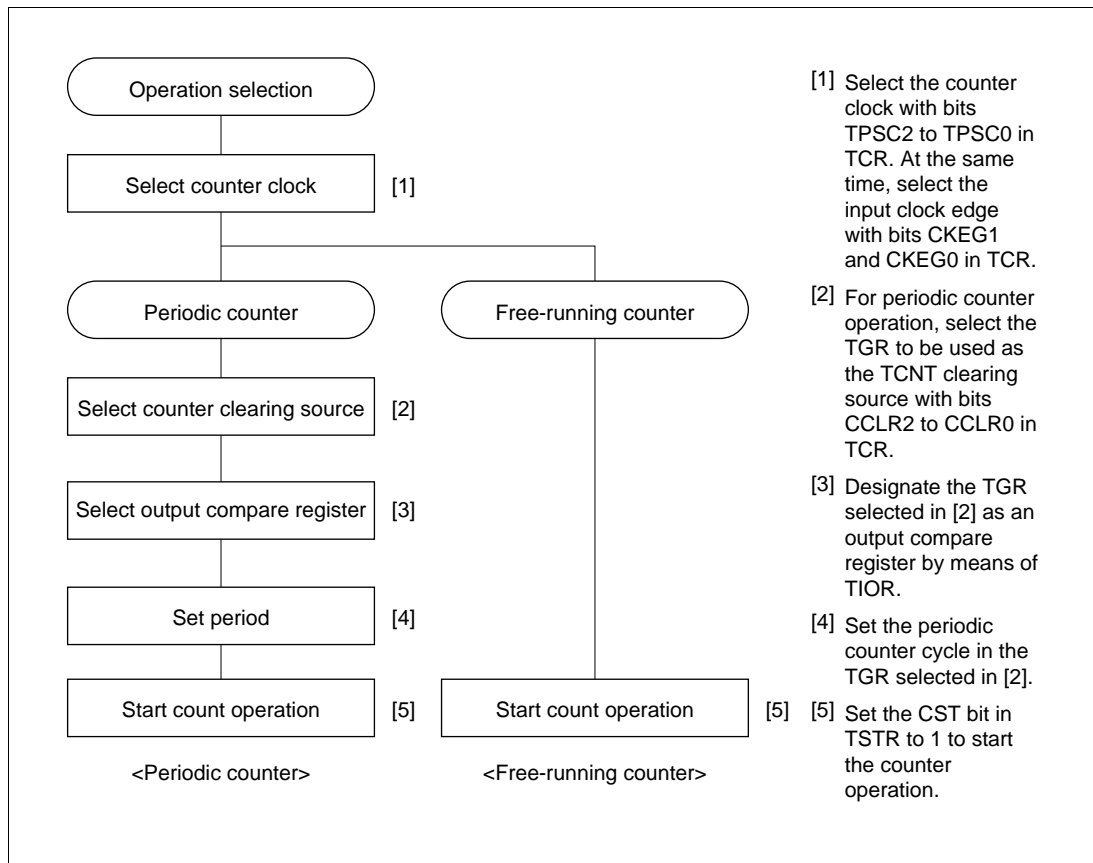 Operation selection
Select counter clock [1]
Periodic counter
Free-running counter
Select counter clearing source [2]
Select output compare register [3]
Set period [4]
Start count operation [5]
Start count operation [5]
<Periodic counter>
<Free-running counter>
[1] Select the counter
clock with bits
TPSC2 to TPSC0 in
TCR. At the same
time, select the
input clock edge
with bits CKEG1
and CKEG0 in TCR.
[2] For periodic counter
operation, select the
TGR to be used as
the TCNT clearing
source with bits
CCLR2 to CCLR0 in
TCR.
[3] Designate the TGR
selected in [2] as an
output compare
register by means of
TIOR.
[4] Set the periodic
counter cycle in the
TGR selected in [2].
[5] Set the CST bit in
TSTR to 1 to start
the counter
operation.